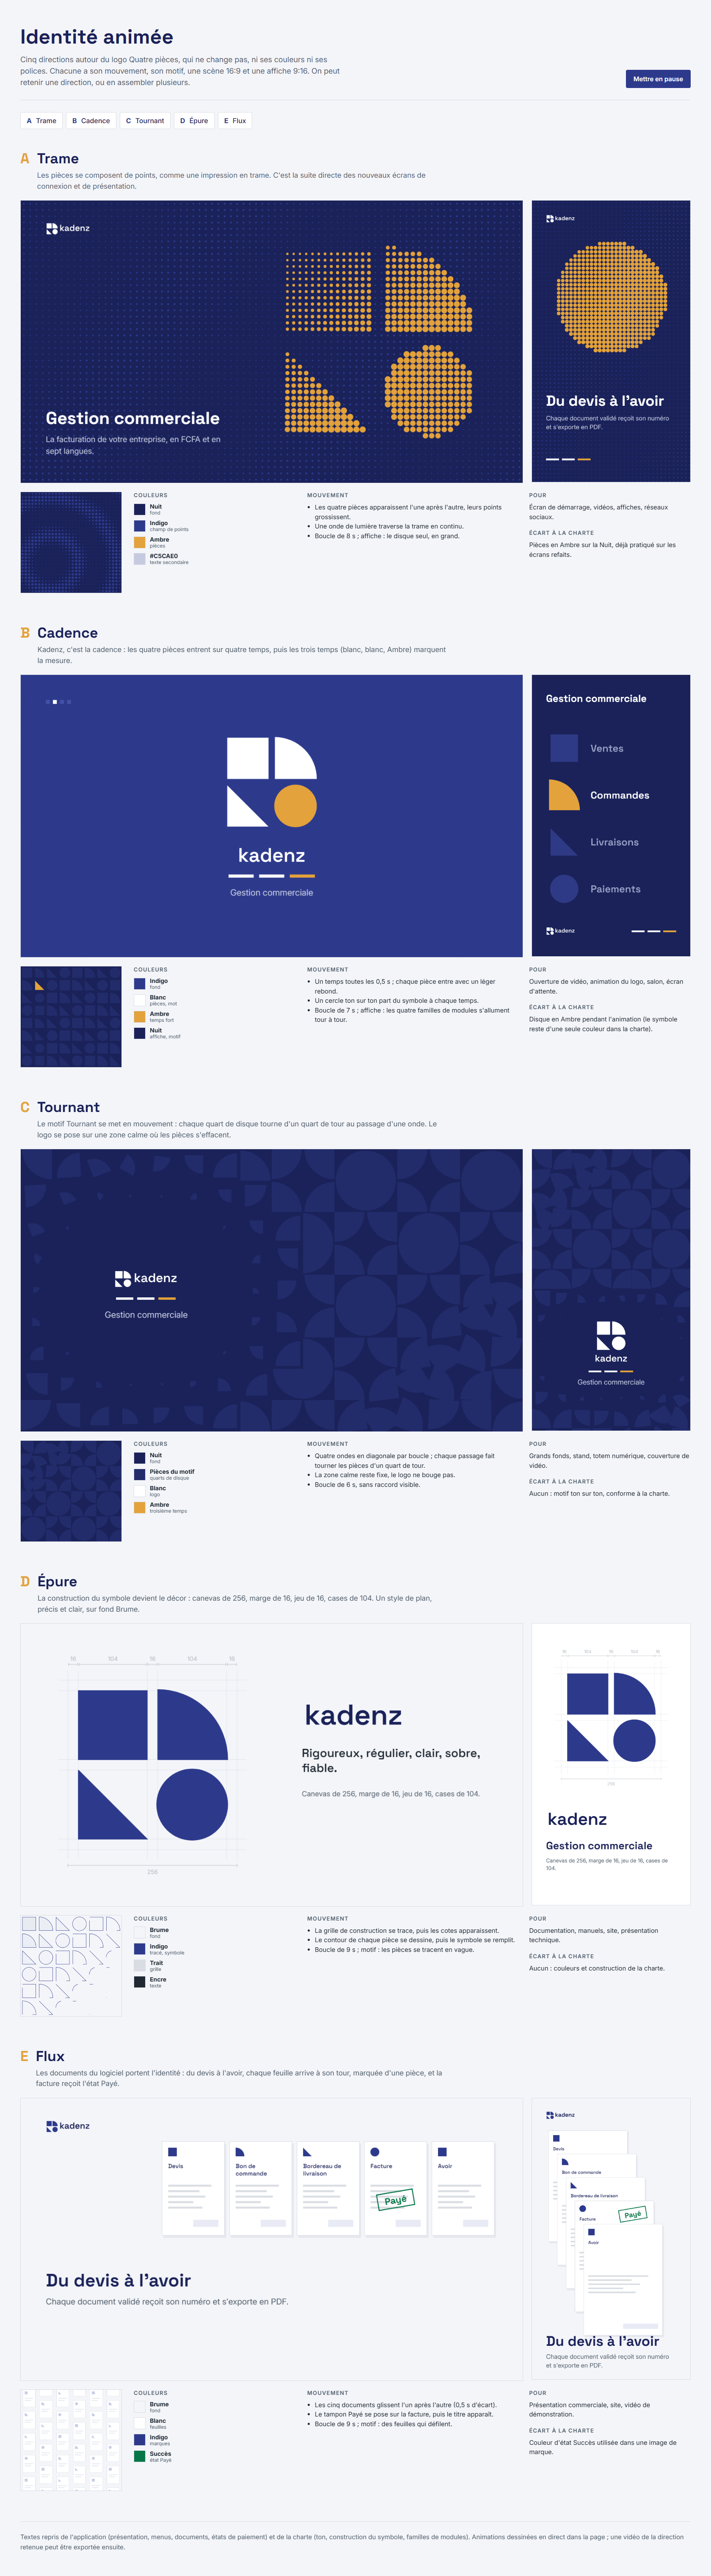 Identité animée
Cinq directions autour du logo Quatre pièces, qui ne change pas, ni ses couleurs ni ses
polices. Chacune a son mouvement, son motif, une scène 16:9 et une affiche 9:16. On peut
retenir une direction, ou en assembler plusieurs.
Mettre en pause
A Trame
B Cadence
C Tournant
D Épure
E Flux
A Trame
Les pièces se composent de points, comme une impression en trame. C'est la suite directe des nouveaux écrans de
connexion et de présentation.
kadenz
Gestion commerciale
La facturation de votre entreprise, en FCFA et en
sept langues.
kadenz
Du devis à l'avoir
Chaque document validé reçoit son numéro
et s'exporte en PDF.
COULEURS
Nuit
fond
Indigo
champ de points
Ambre
pièces
#C5CAE0
texte secondaire
MOUVEMENT
• Les quatre pièces apparaissent l'une après l'autre, leurs points
grossissent.
• Une onde de lumière traverse la trame en continu.
• Boucle de 8 s ; affiche : le disque seul, en grand.
POUR
Écran de démarrage, vidéos, affiches, réseaux
sociaux.
ÉCART À LA CHARTE
Pièces en Ambre sur la Nuit, déjà pratiqué sur les
écrans refaits.
B Cadence
Kadenz, c'est la cadence : les quatre pièces entrent sur quatre temps, puis les trois temps (blanc, blanc, Ambre) marquent
la mesure.
kadenz
Gestion commerciale
Gestion commerciale
Ventes
Commandes
Livraisons
Paiements
kadenz
COULEURS
Indigo
fond
Blanc
pièces, mot
Ambre
temps fort
Nuit
affiche, motif
MOUVEMENT
• Un temps toutes les 0,5 s ; chaque pièce entre avec un léger
rebond.
• Un cercle ton sur ton part du symbole à chaque temps.
• Boucle de 7 s ; affiche : les quatre familles de modules s'allument
tour à tour.
POUR
Ouverture de vidéo, animation du logo, salon, écran
d'attente.
ÉCART À LA CHARTE
Disque en Ambre pendant l'animation (le symbole
reste d'une seule couleur dans la charte).
C Tournant
Le motif Tournant se met en mouvement : chaque quart de disque tourne d'un quart de tour au passage d'une onde. Le
logo se pose sur une zone calme où les pièces s'effacent.
kadenz
Gestion commerciale
kadenz
Gestion commerciale
COULEURS
Nuit
fond
Pièces du motif
quarts de disque
Blanc
logo
Ambre
troisième temps
MOUVEMENT
• Quatre ondes en diagonale par boucle ; chaque passage fait
tourner les pièces d'un quart de tour.
• La zone calme reste fixe, le logo ne bouge pas.
• Boucle de 6 s, sans raccord visible.
POUR
Grands fonds, stand, totem numérique, couverture de
vidéo.
ÉCART À LA CHARTE
Aucun : motif ton sur ton, conforme à la charte.
D Épure
La construction du symbole devient le décor : canevas de 256, marge de 16, jeu de 16, cases de 104. Un style de plan,
précis et clair, sur fond Brume.
16 104 16 104 16
256
kadenz
Rigoureux, régulier, clair, sobre,
fiable.
Canevas de 256, marge de 16, jeu de 16, cases de 104.
16 104 16 104 16
256
kadenz
Gestion commerciale
Canevas de 256, marge de 16, jeu de 16, cases de
104.
COULEURS
Brume
fond
Indigo
tracé, symbole
Trait
grille
Encre
texte
MOUVEMENT
• La grille de construction se trace, puis les cotes apparaissent.
• Le contour de chaque pièce se dessine, puis le symbole se remplit.
• Boucle de 9 s ; motif : les pièces se tracent en vague.
POUR
Documentation, manuels, site, présentation
technique.
ÉCART À LA CHARTE
Aucun : couleurs et construction de la charte.
E Flux
Les documents du logiciel portent l'identité : du devis à l'avoir, chaque feuille arrive à son tour, marquée d'une pièce, et la
facture reçoit l'état Payé.
kadenz
Devis
Bon de
commande
Bordereau de
livraison
Facture
Payé
Avoir
Du devis à l'avoir
Chaque document validé reçoit son numéro et s'exporte en PDF.
kadenz
Devis
Bon de commande
Bordereau de livraison
Facture
Payé
Avoir
Du devis à l'avoir
Chaque document validé reçoit son numéro
et s'exporte en PDF.
COULEURS
Brume
fond
Blanc
feuilles
Indigo
marques
Succès
état Payé
MOUVEMENT
• Les cinq documents glissent l'un après l'autre (0,5 s d'écart).
• Le tampon Payé se pose sur la facture, puis le titre apparaît.
• Boucle de 9 s ; motif : des feuilles qui défilent.
POUR
Présentation commerciale, site, vidéo de
démonstration.
ÉCART À LA CHARTE
Couleur d'état Succès utilisée dans une image de
marque.
Textes repris de l'application (présentation, menus, documents, états de paiement) et de la charte (ton, construction du symbole, familles de modules). Animations dessinées en direct dans la page ; une vidéo de la direction
retenue peut être exportée ensuite.